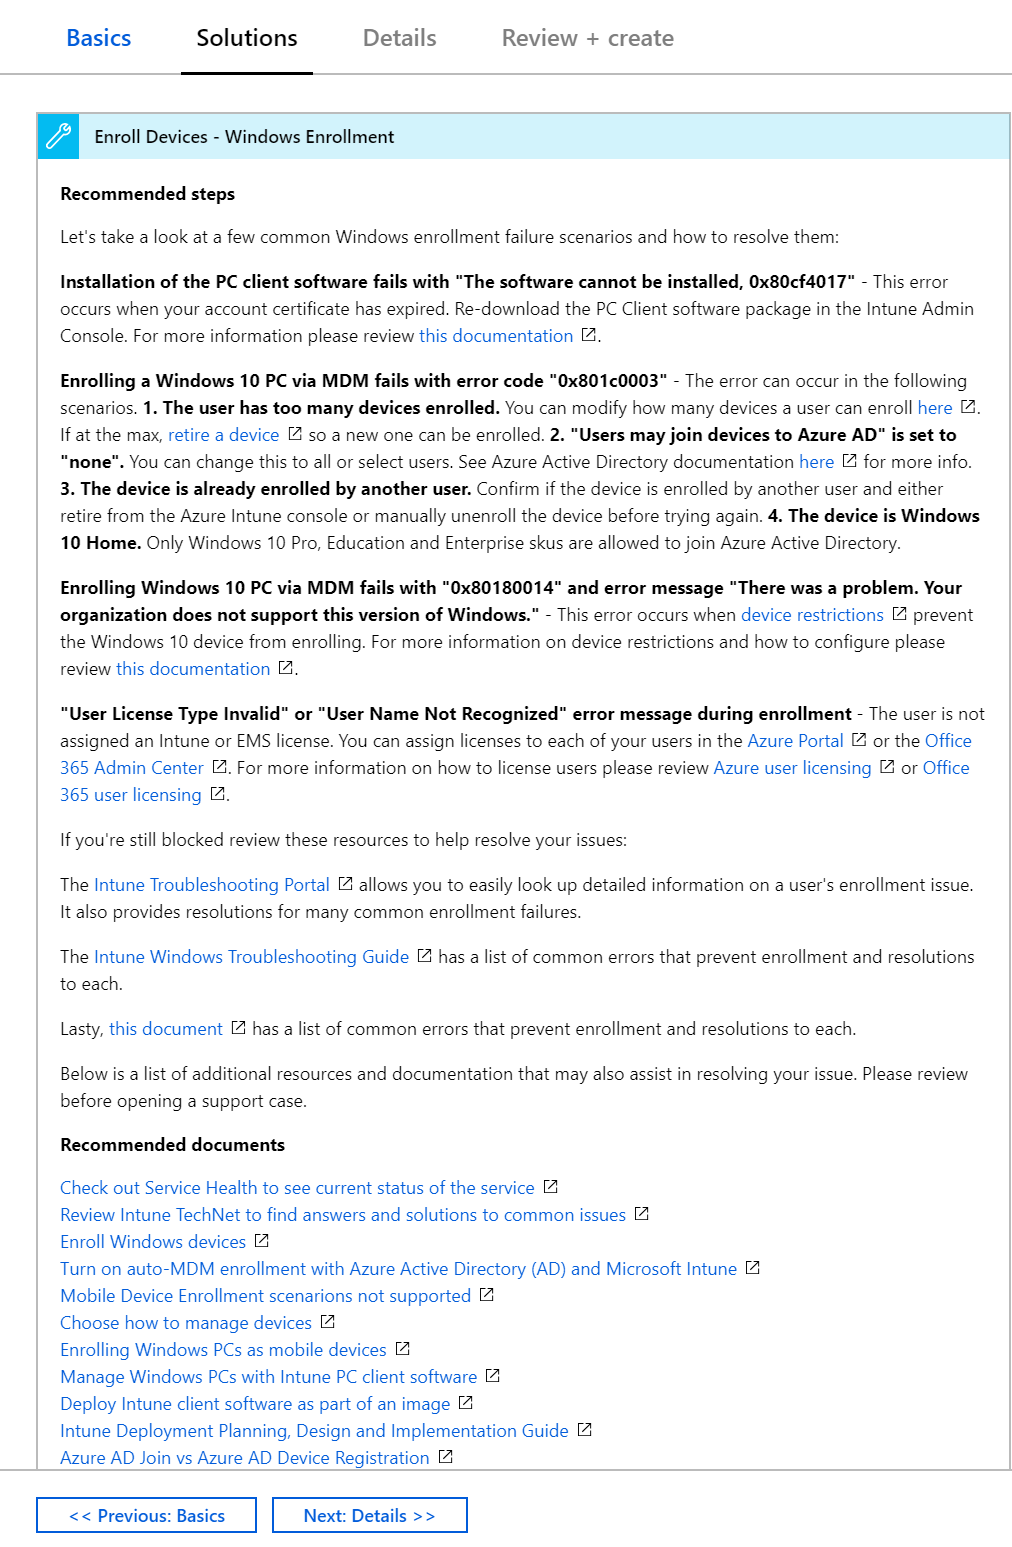 Basics Solutions Details Review + create
Enroll Devices - Windows Enrollment
Recommended steps
Let's take a look at a few common Windows enrollment failure scenarios and how to resolve them:
Installation of the PC client software fails with "The software cannot be installed, 0x80cf4017" - This error
occurs when your account certificate has expired. Re-download the PC Client software package in the Intune Admin
Console. For more information please review this documentation .
Enrolling a Windows 10 PC via MDM fails with error code "0x801c0003" - The error can occur in the following
scenarios. 1. The user has too many devices enrolled. You can modify how many devices a user can enroll here .
If at the max, retire a device so a new one can be enrolled. 2. "Users may join devices to Azure AD" is set to
"none". You can change this to all or select users. See Azure Active Directory documentation here for more info.
3. The device is already enrolled by another user. Confirm if the device is enrolled by another user and either
retire from the Azure Intune console or manually unenroll the device before trying again. 4. The device is Windows
10 Home. Only Windows 10 Pro, Education and Enterprise skus are allowed to join Azure Active Directory.
Enrolling Windows 10 PC via MDM fails with "0x80180014" and error message "There was a problem. Your
organization does not support this version of Windows." - This error occurs when device restrictions prevent
the Windows 10 device from enrolling. For more information on device restrictions and how to configure please
review this documentation .
"User License Type Invalid" or "User Name Not Recognized" error message during enrollment - The user is not
assigned an Intune or EMS license. You can assign licenses to each of your users in the Azure Portal or the Office
365 Admin Center . For more information on how to license users please review Azure user licensing or Office
365 user licensing .
If you're still blocked review these resources to help resolve your issues:
The Intune Troubleshooting Portal allows you to easily look up detailed information on a user's enrollment issue.
It also provides resolutions for many common enrollment failures.
The Intune Windows Troubleshooting Guide has a list of common errors that prevent enrollment and resolutions
to each.
Lasty, this document has a list of common errors that prevent enrollment and resolutions to each.
Below is a list of additional resources and documentation that may also assist in resolving your issue. Please review
before opening a support case.
Recommended documents
Check out Service Health to see current status of the service
Review Intune TechNet to find answers and solutions to common issues
Enroll Windows devices
Turn on auto-MDM enrollment with Azure Active Directory (AD) and Microsoft Intune
Mobile Device Enrollment scenarions not supported
Choose how to manage devices
Enrolling Windows PCs as mobile devices
Manage Windows PCs with Intune PC client software
Deploy Intune client software as part of an image
Intune Deployment Planning, Design and Implementation Guide
Azure AD Join vs Azure AD Device Registration
<< Previous: Basics Next: Details >>